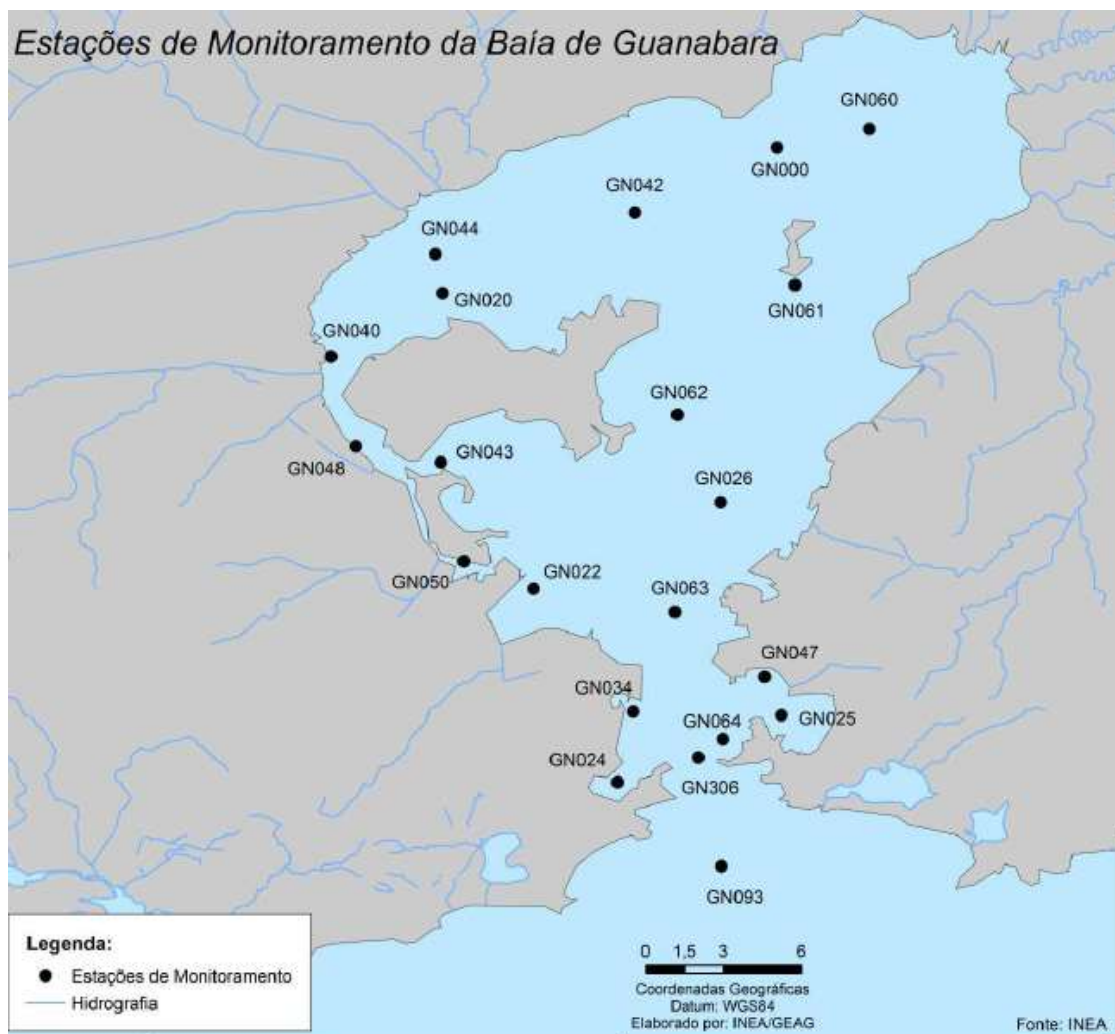 Estações de Monitoramento da Baía de Guanabara
GN060
GN000
GN042
GN044
GN020
GN061
GN040
GN062
GN043
GN048
GN026
GN050
GN022
GN063
GN047
GN034
GN064
GN025
GN024
GN306
GN093
Legenda:
Estações de Monitoramento
Hidrografia
0 1,5 3 6
Coordenadas Geográficas
Datum: WGS84
Elaborado por: INEA/GEAG
Fonte: INEA